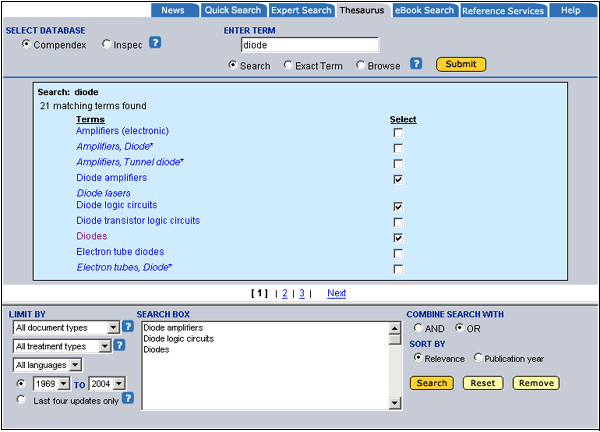 News Quick Search Expert Search Thesaurus eBook Search Reference Services Help
SELECT DATABASE
Compendex Inspec ?
ENTER TERM
diode
Search Exact Term Browse ? Submit
Search: diode
21 matching terms found
Terms Select
Amplifiers (electronic)
Amplifiers, Diode*
Amplifiers, Tunnel diode*
Diode amplifiers
Diode lasers
Diode logic circuits
Diode transistor logic circuits
Diodes
Electron tube diodes
Electron tubes, Diode*
[ 1 ] | 2 | 3 | Next
LIMIT BY
All document types ?
All treatment types ?
All languages
1969 TO 2004
Last four updates only ?
SEARCH BOX
Diode amplifiers
Diode logic circuits
Diodes
COMBINE SEARCH WITH
AND OR
SORT BY
Relevance Publication year
Search Reset Remove